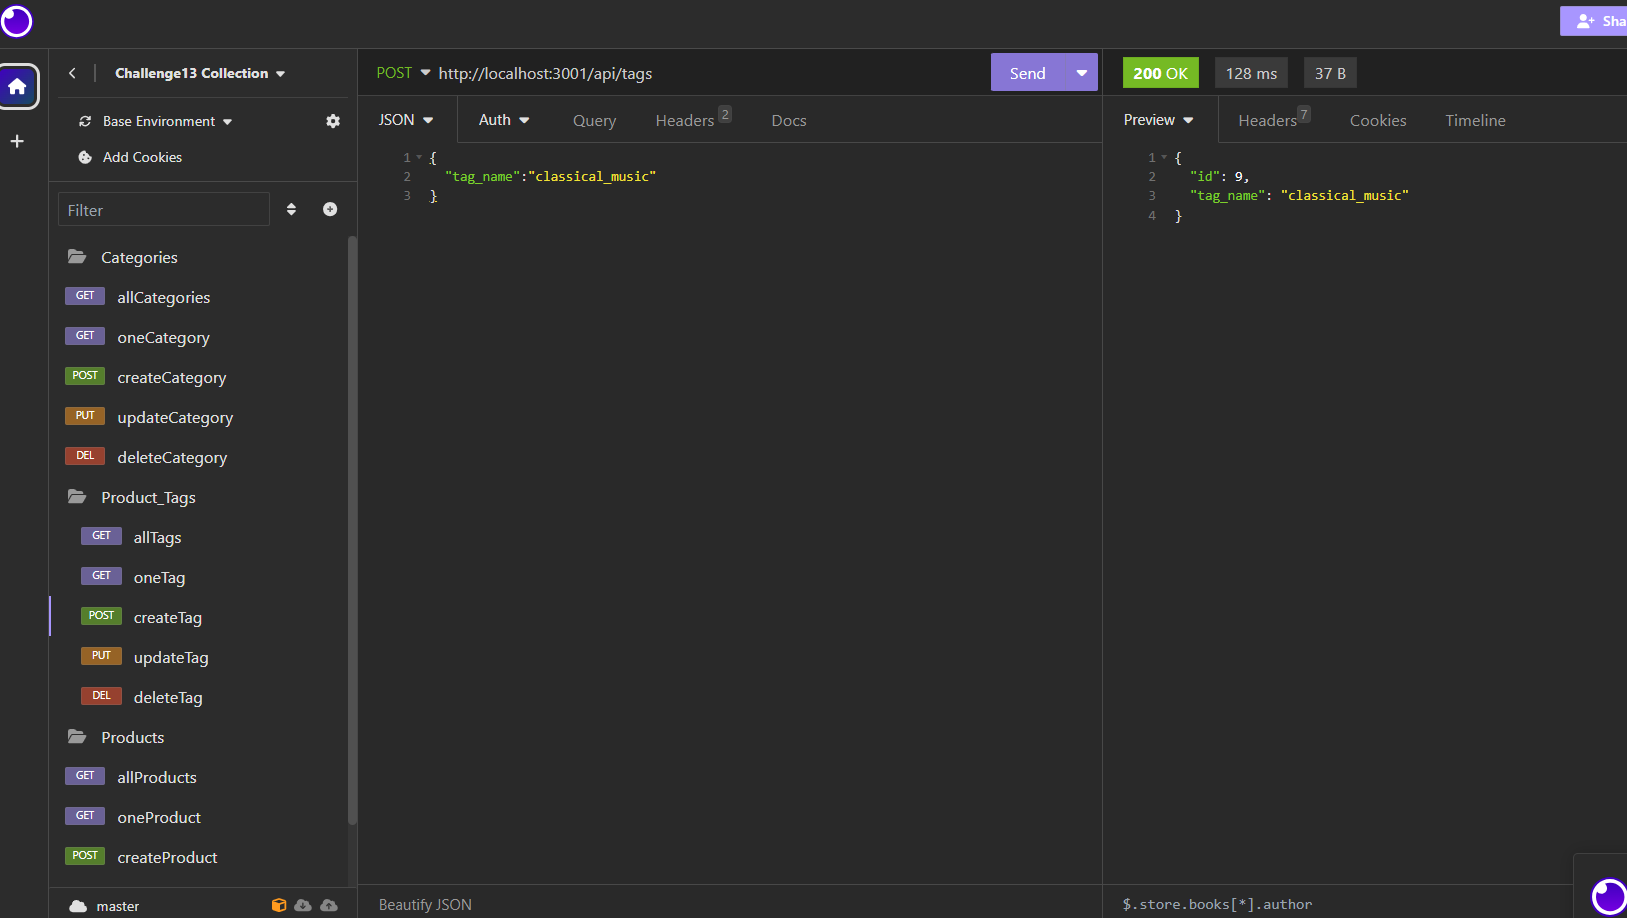 Sha
Challenge13 Collection
Base Environment
Add Cookies
Filter
Categories
GET allCategories
GET oneCategory
POST createCategory
PUT updateCategory
DEL deleteCategory
Product_Tags
GET allTags
GET oneTag
POST createTag
PUT updateTag
DEL deleteTag
Products
GET allProducts
GET oneProduct
POST createProduct
master
POST http://localhost:3001/api/tags Send
JSON Auth Query Headers 2 Docs
1 {
2 "tag_name":"classical_music"
3 }
Beautify JSON
200 OK 128 ms 37 B
Preview Headers 7 Cookies Timeline
1 {
2 "id": 9,
3 "tag_name": "classical_music"
4 }
$.store.books[*].author